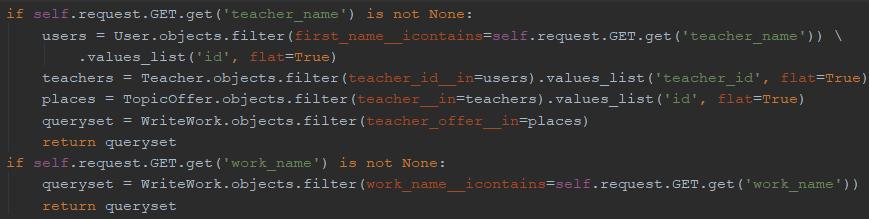 if self.request.GET.get('teacher_name') is not None:
    users = User.objects.filter(first_name__icontains=self.request.GET.get('teacher_name')) \
        .values_list('id', flat=True)
    teachers = Teacher.objects.filter(teacher_id__in=users).values_list('teacher_id', flat=True)
    places = TopicOffer.objects.filter(teacher__in=teachers).values_list('id', flat=True)
    queryset = WriteWork.objects.filter(teacher_offer__in=places)
    return queryset
if self.request.GET.get('work_name') is not None:
    queryset = WriteWork.objects.filter(work_name__icontains=self.request.GET.get('work_name'))
    return queryset